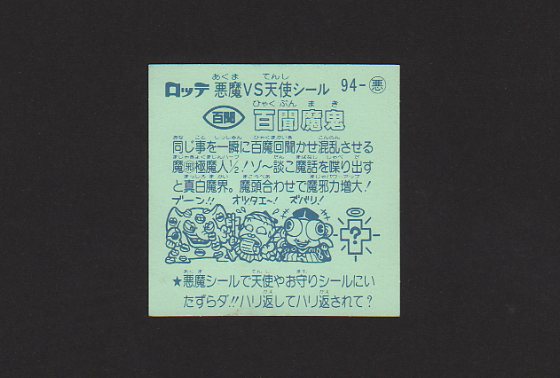 ロッテ 悪魔VS天使シール 94-悪
百聞 百聞魔鬼
同じ事を一瞬に百魔回聞かせ混乱させる
極魔人½ハゾ〜談こ魔話を喋り出す
と真白魔界。魔頭合わせで魔邪力増大!
ブーン!! オツタエ〜! ズバリ!
?
★悪魔シールで天使やお守りシールにい
たずらダ!!ハリ返してハリ返されて?